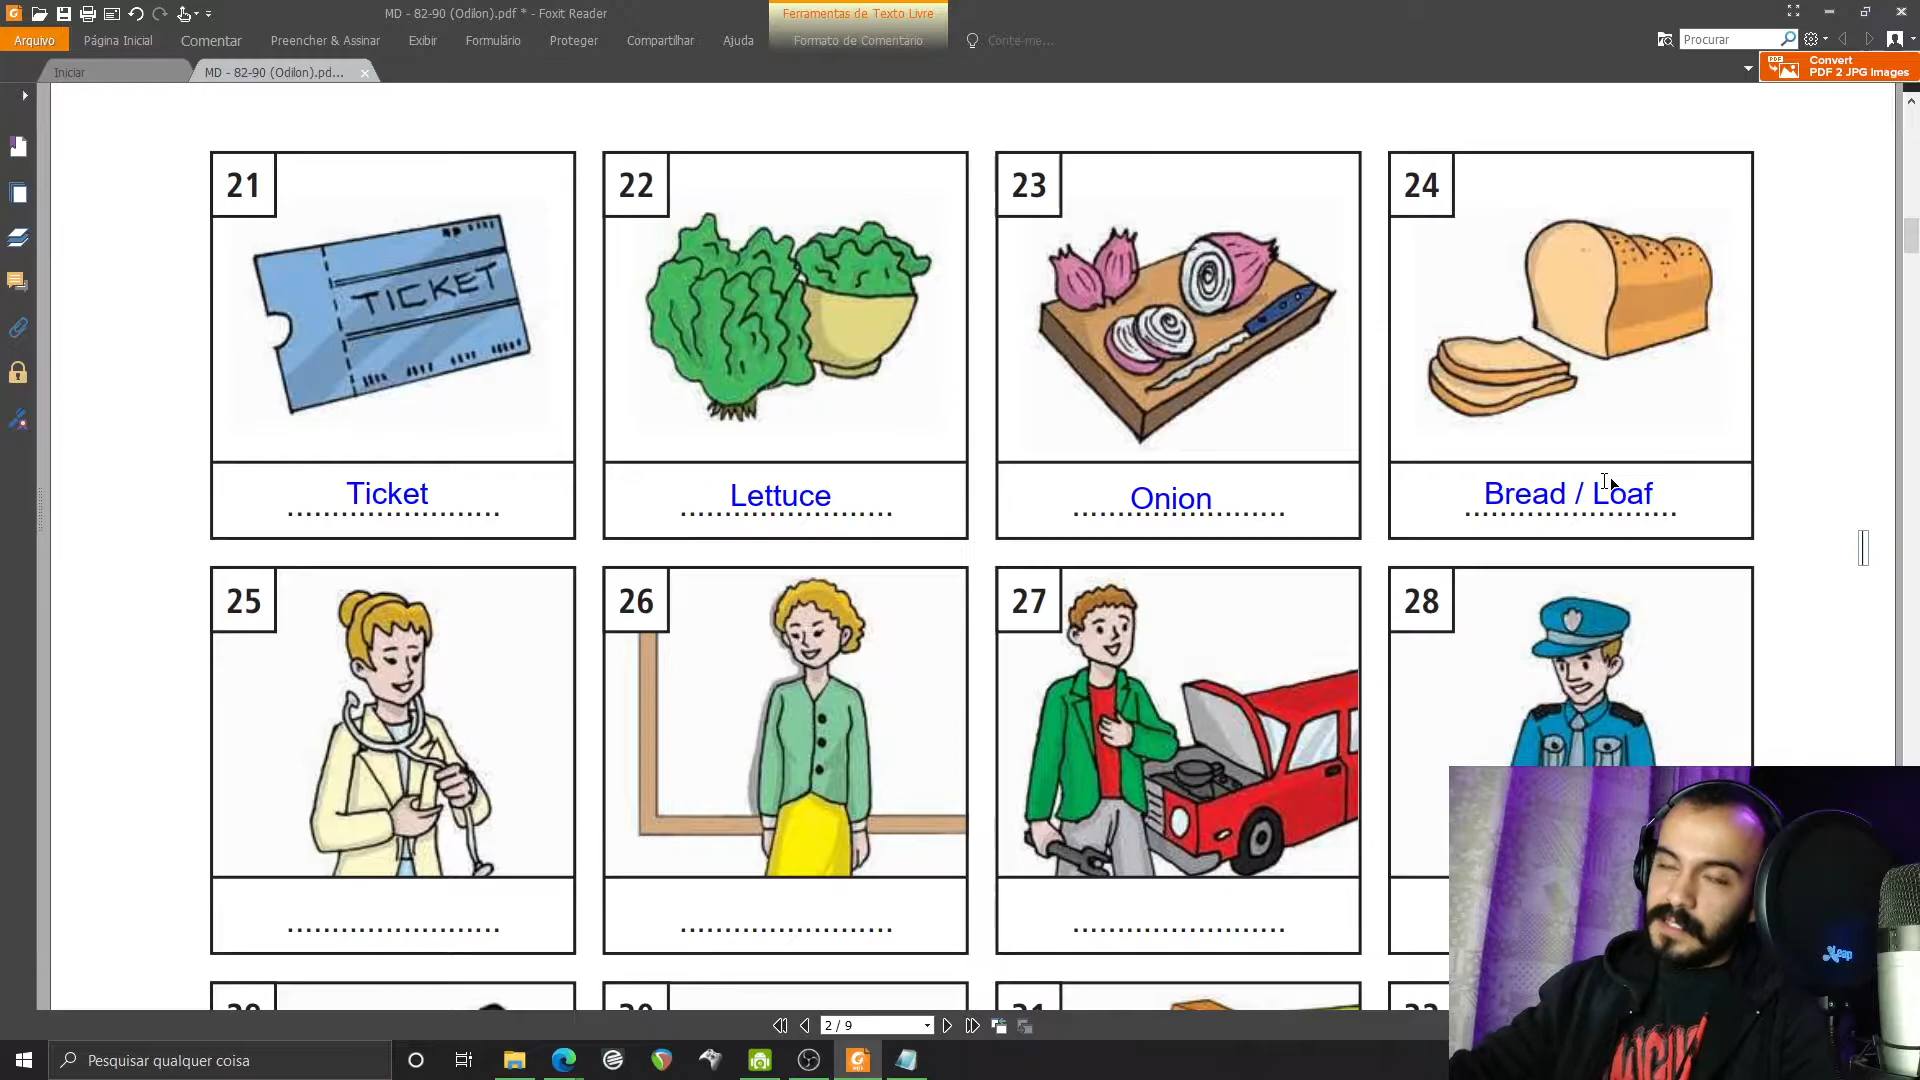 MD - 82-90 (Odilon).pdf * - Foxit Reader
Ferramentas de Texto Livre
Arquivo Página Inicial Comentar Preencher & Assinar Exibir Formulário Proteger Compartilhar Ajuda Formato de Comentário Conte-me... Procurar
Iniciar MD - 82-90 (Odilon).pd...
Convert
PDF 2 JPG Images
21 22 23 24
TICKET
Ticket Lettuce Onion Bread / Loaf
25 26 27 28
2 / 9
Pesquisar qualquer coisa